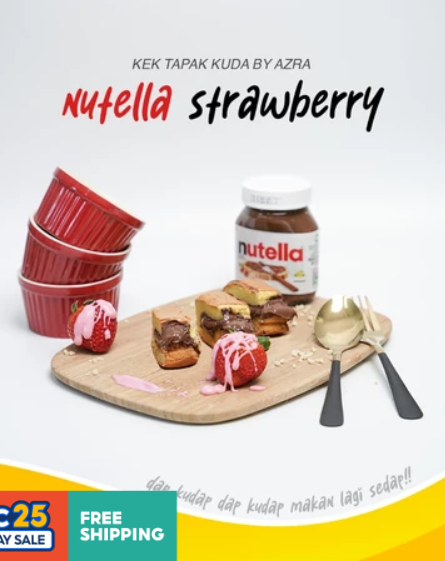 KEK TAPAK KUDA BY AZRA
Nutella strawberry
nutella
dap kudap dap kudap makan lagi sedap!!
C25
AY SALE
FREE
SHIPPING